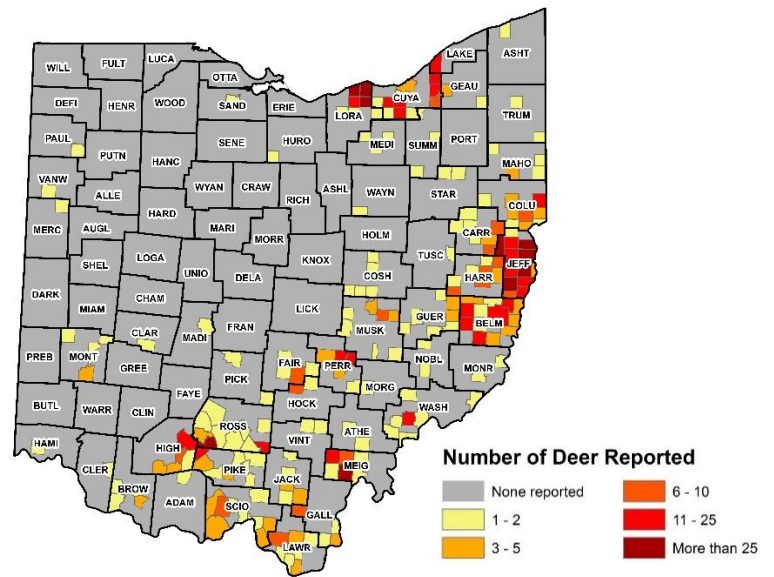 LAKE
ASHT
LUCA
FULT
WILL
OTTA
GEAU
CUYA
WOOD
SAND
ERIE
DEFI
HENR
LORA
TRUM
SENE
HURO
MEDI
SUMM
PORT
PAUL
PUTN
HANC
MAHO
VANW
WYAN
CRAW
ASHL
WAYN
STAR
ALLE
RICH
COLU
HARD
MERC
AUGL
MARI
MORR
HOLM
CARR
TUSC
JEFF
LOGA
KNOX
SHEL
UNIO
COSH
HARR
DELA
DARK
CHAM
LICK
MIAM
GUER
BELM
MUSK
CLAR
FRAN
MADI
PREB
MONT
FAIR
PERR
NOBL
MONR
GREE
PICK
MORG
FAYE
HOCK
WASH
BUTL
WARR
CLIN
ROSS
ATHE
VINT
HAMI
HIGH
MEIG
CLER
PIKE
JACK
BROW
ADAM
SCIO
GALL
LAWR
Number of Deer Reported
None reported
6 - 10
1 - 2
11 - 25
3 - 5
More than 25